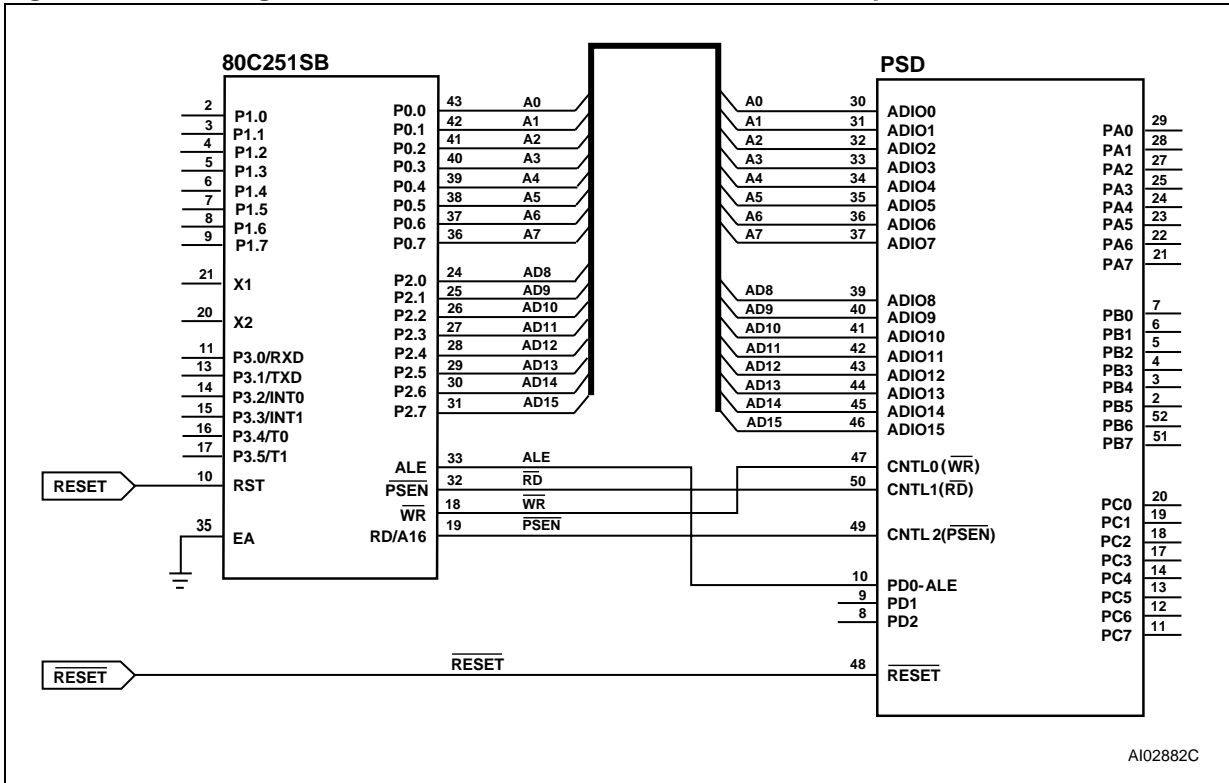 80C251SB
2 P1.0
3 P1.1
4 P1.2
5 P1.3
6 P1.4
7 P1.5
8 P1.6
9 P1.7
21 X1
20 X2
11 P3.0/RXD
13 P3.1/TXD
14 P3.2/INT0
15 P3.3/INT1
16 P3.4/T0
17 P3.5/T1
RESET 10 RST
35 EA
P0.0 43 A0
P0.1 42 A1
P0.2 41 A2
P0.3 40 A3
P0.4 39 A4
P0.5 38 A5
P0.6 37 A6
P0.7 36 A7
P2.0 24 AD8
P2.1 25 AD9
P2.2 26 AD10
P2.3 27 AD11
P2.4 28 AD12
P2.5 29 AD13
P2.6 30 AD14
P2.7 31 AD15
ALE 33 ALE
PSEN 32 RD
WR 18 WR
RD/A16 19 PSEN
PSD
A0 30 ADIO0
A1 31 ADIO1
A2 32 ADIO2
A3 33 ADIO3
A4 34 ADIO4
A5 35 ADIO5
A6 36 ADIO6
A7 37 ADIO7
AD8 39 ADIO8
AD9 40 ADIO9
AD10 41 ADIO10
AD11 42 ADIO11
AD12 43 ADIO12
AD13 44 ADIO13
AD14 45 ADIO14
AD15 46 ADIO15
47 CNTL0(WR)
50 CNTL1(RD)
49 CNTL 2(PSEN)
10 PD0-ALE
9 PD1
8 PD2
RESET RESET 48 RESET
PA0 29
PA1 28
PA2 27
PA3 25
PA4 24
PA5 23
PA6 22
PA7 21
PB0 7
PB1 6
PB2 5
PB3 4
PB4 3
PB5 2
PB6 52
PB7 51
PC0 20
PC1 19
PC2 18
PC3 17
PC4 14
PC5 13
PC6 12
PC7 11
AI02882C